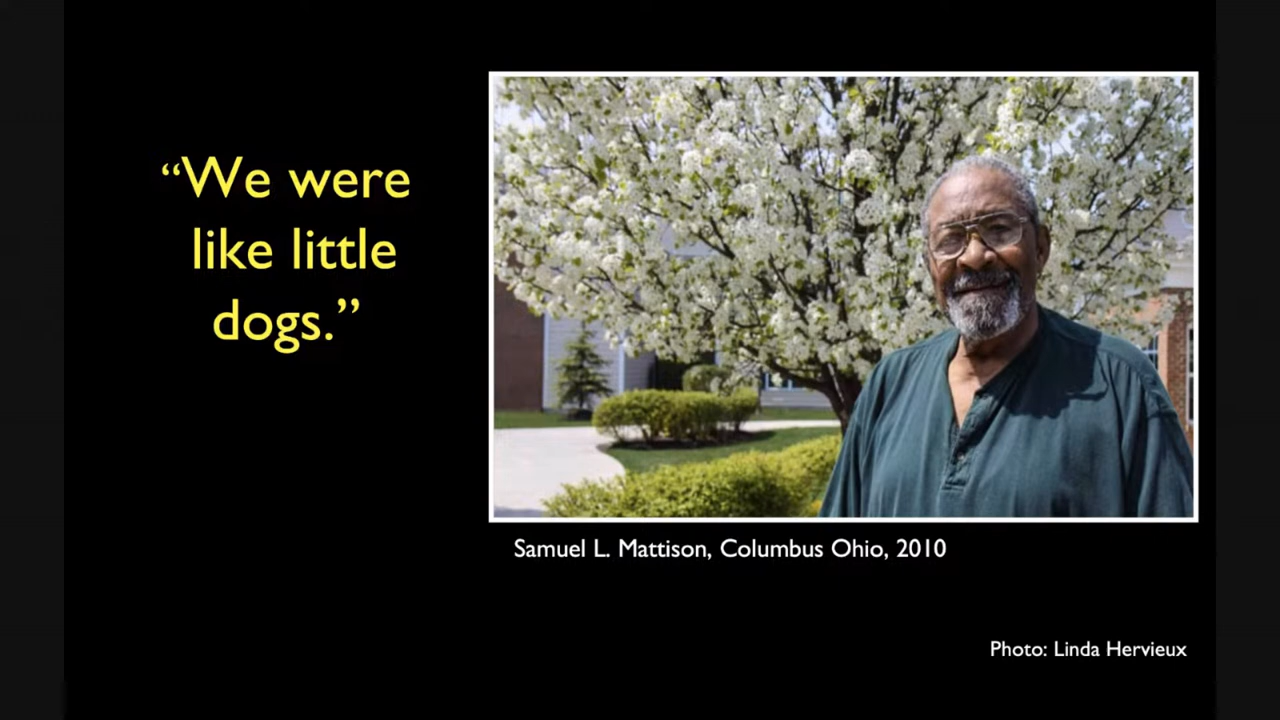 “We were
like little
dogs.”
Samuel L. Mattison, Columbus Ohio, 2010
Photo: Linda Hervieux